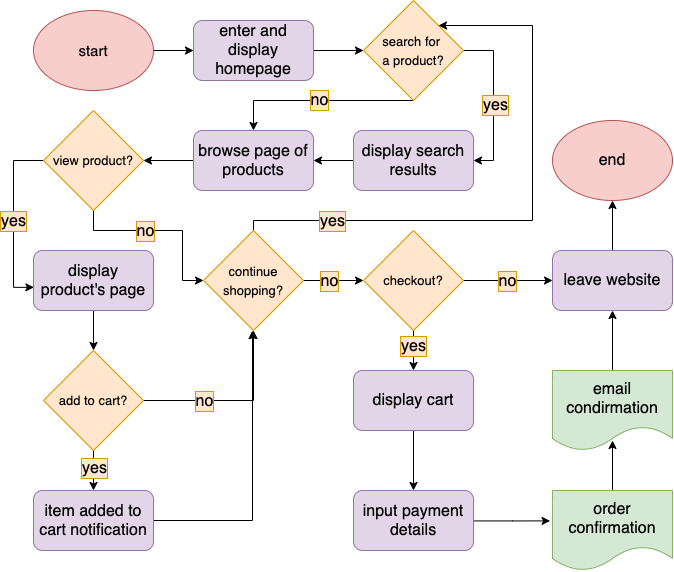 start
enter and
display
homepage
search for
a product?
no
yes
view product?
browse page of
products
display search
results
end
yes
no
yes
display
product's page
continue
shopping?
no
checkout?
no
leave website
yes
add to cart?
no
display cart
email
condirmation
yes
item added to
cart notification
input payment
details
order
confirmation